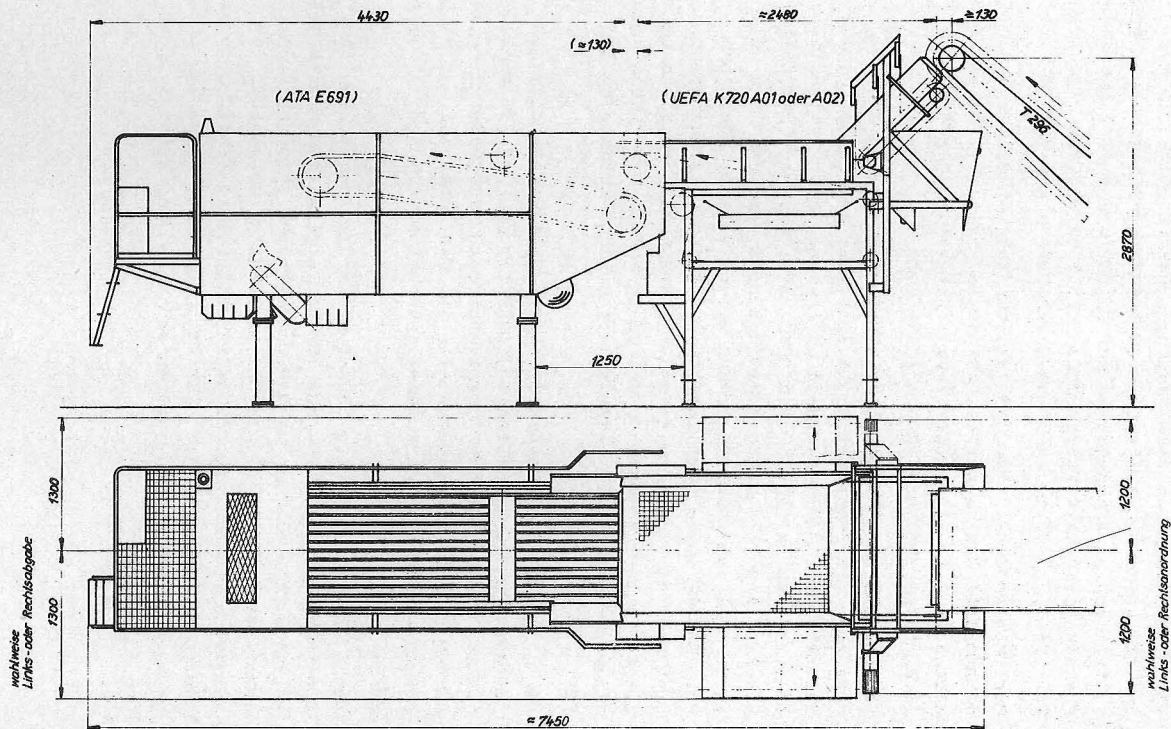 4430
≈2480
≥130
(≈130)
(ATA E691)
(UEFA K720 A01 oder A02)
T 296
2870
1250
1300
1300
1200
1200
wahlweise
Links- oder Rechtsabgabe
wahlweise
Links- oder Rechtsanordnung
≈ 7450